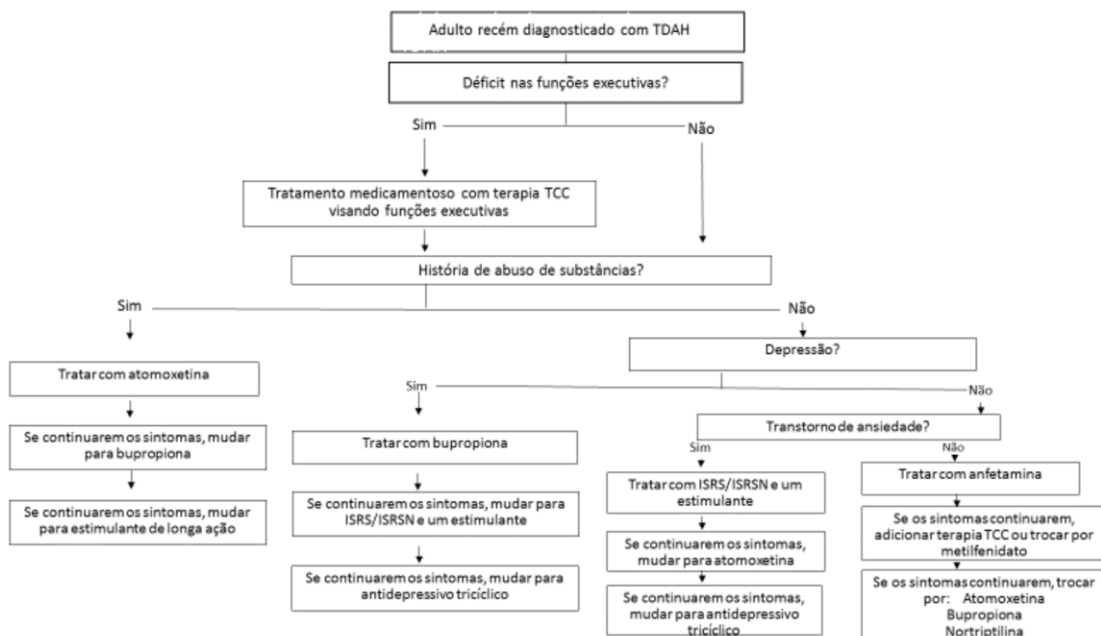 Adulto recém diagnosticado com TDAH
Déficit nas funções executivas?
Sim
Não
Tratamento medicamentoso com terapia TCC
visando funções executivas
História de abuso de substâncias?
Sim
Não
Depressão?
Tratar com atomoxetina
Sim
Não
Se continuarem os sintomas, mudar
para bupropiona
Tratar com bupropiona
Transtorno de ansiedade?
Sim
Não
Tratar com ISRS/ISRSN e um
estimulante
Tratar com anfetamina
Se continuarem os sintomas, mudar
para estimulante de longa ação
Se continuarem os sintomas, mudar para
ISRS/ISRSN e um estimulante
Se os sintomas continuarem,
adicionar terapia TCC ou trocar por
metilfenidato
Se continuarem os sintomas,
mudar para atomoxetina
Se continuarem os sintomas, mudar para
antidepressivo tricíclico
Se continuarem os sintomas,
mudar para antidepressivo
tricíclico
Se os sintomas continuarem, trocar
por: Atomoxetina
Bupropiona
Nortriptilina